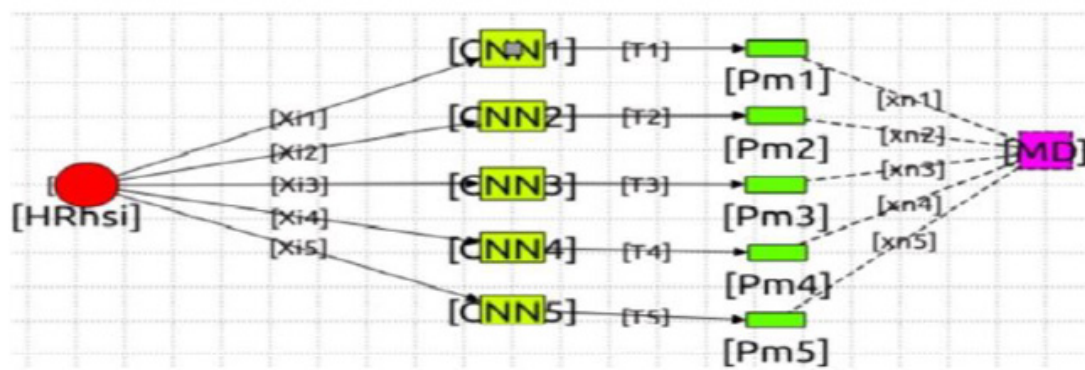 [HRhsi]
[Xi1]
[Xi2]
[Xi3]
[Xi4]
[Xi5]
[CNN1]
[CNN2]
[CNN3]
[CNN4]
[CNN5]
[T1]
[T2]
[T3]
[T4]
[T5]
[Pm1]
[Pm2]
[Pm3]
[Pm4]
[Pm5]
[xn1]
[xn2]
[xn3]
[xn4]
[xn5]
[MD]